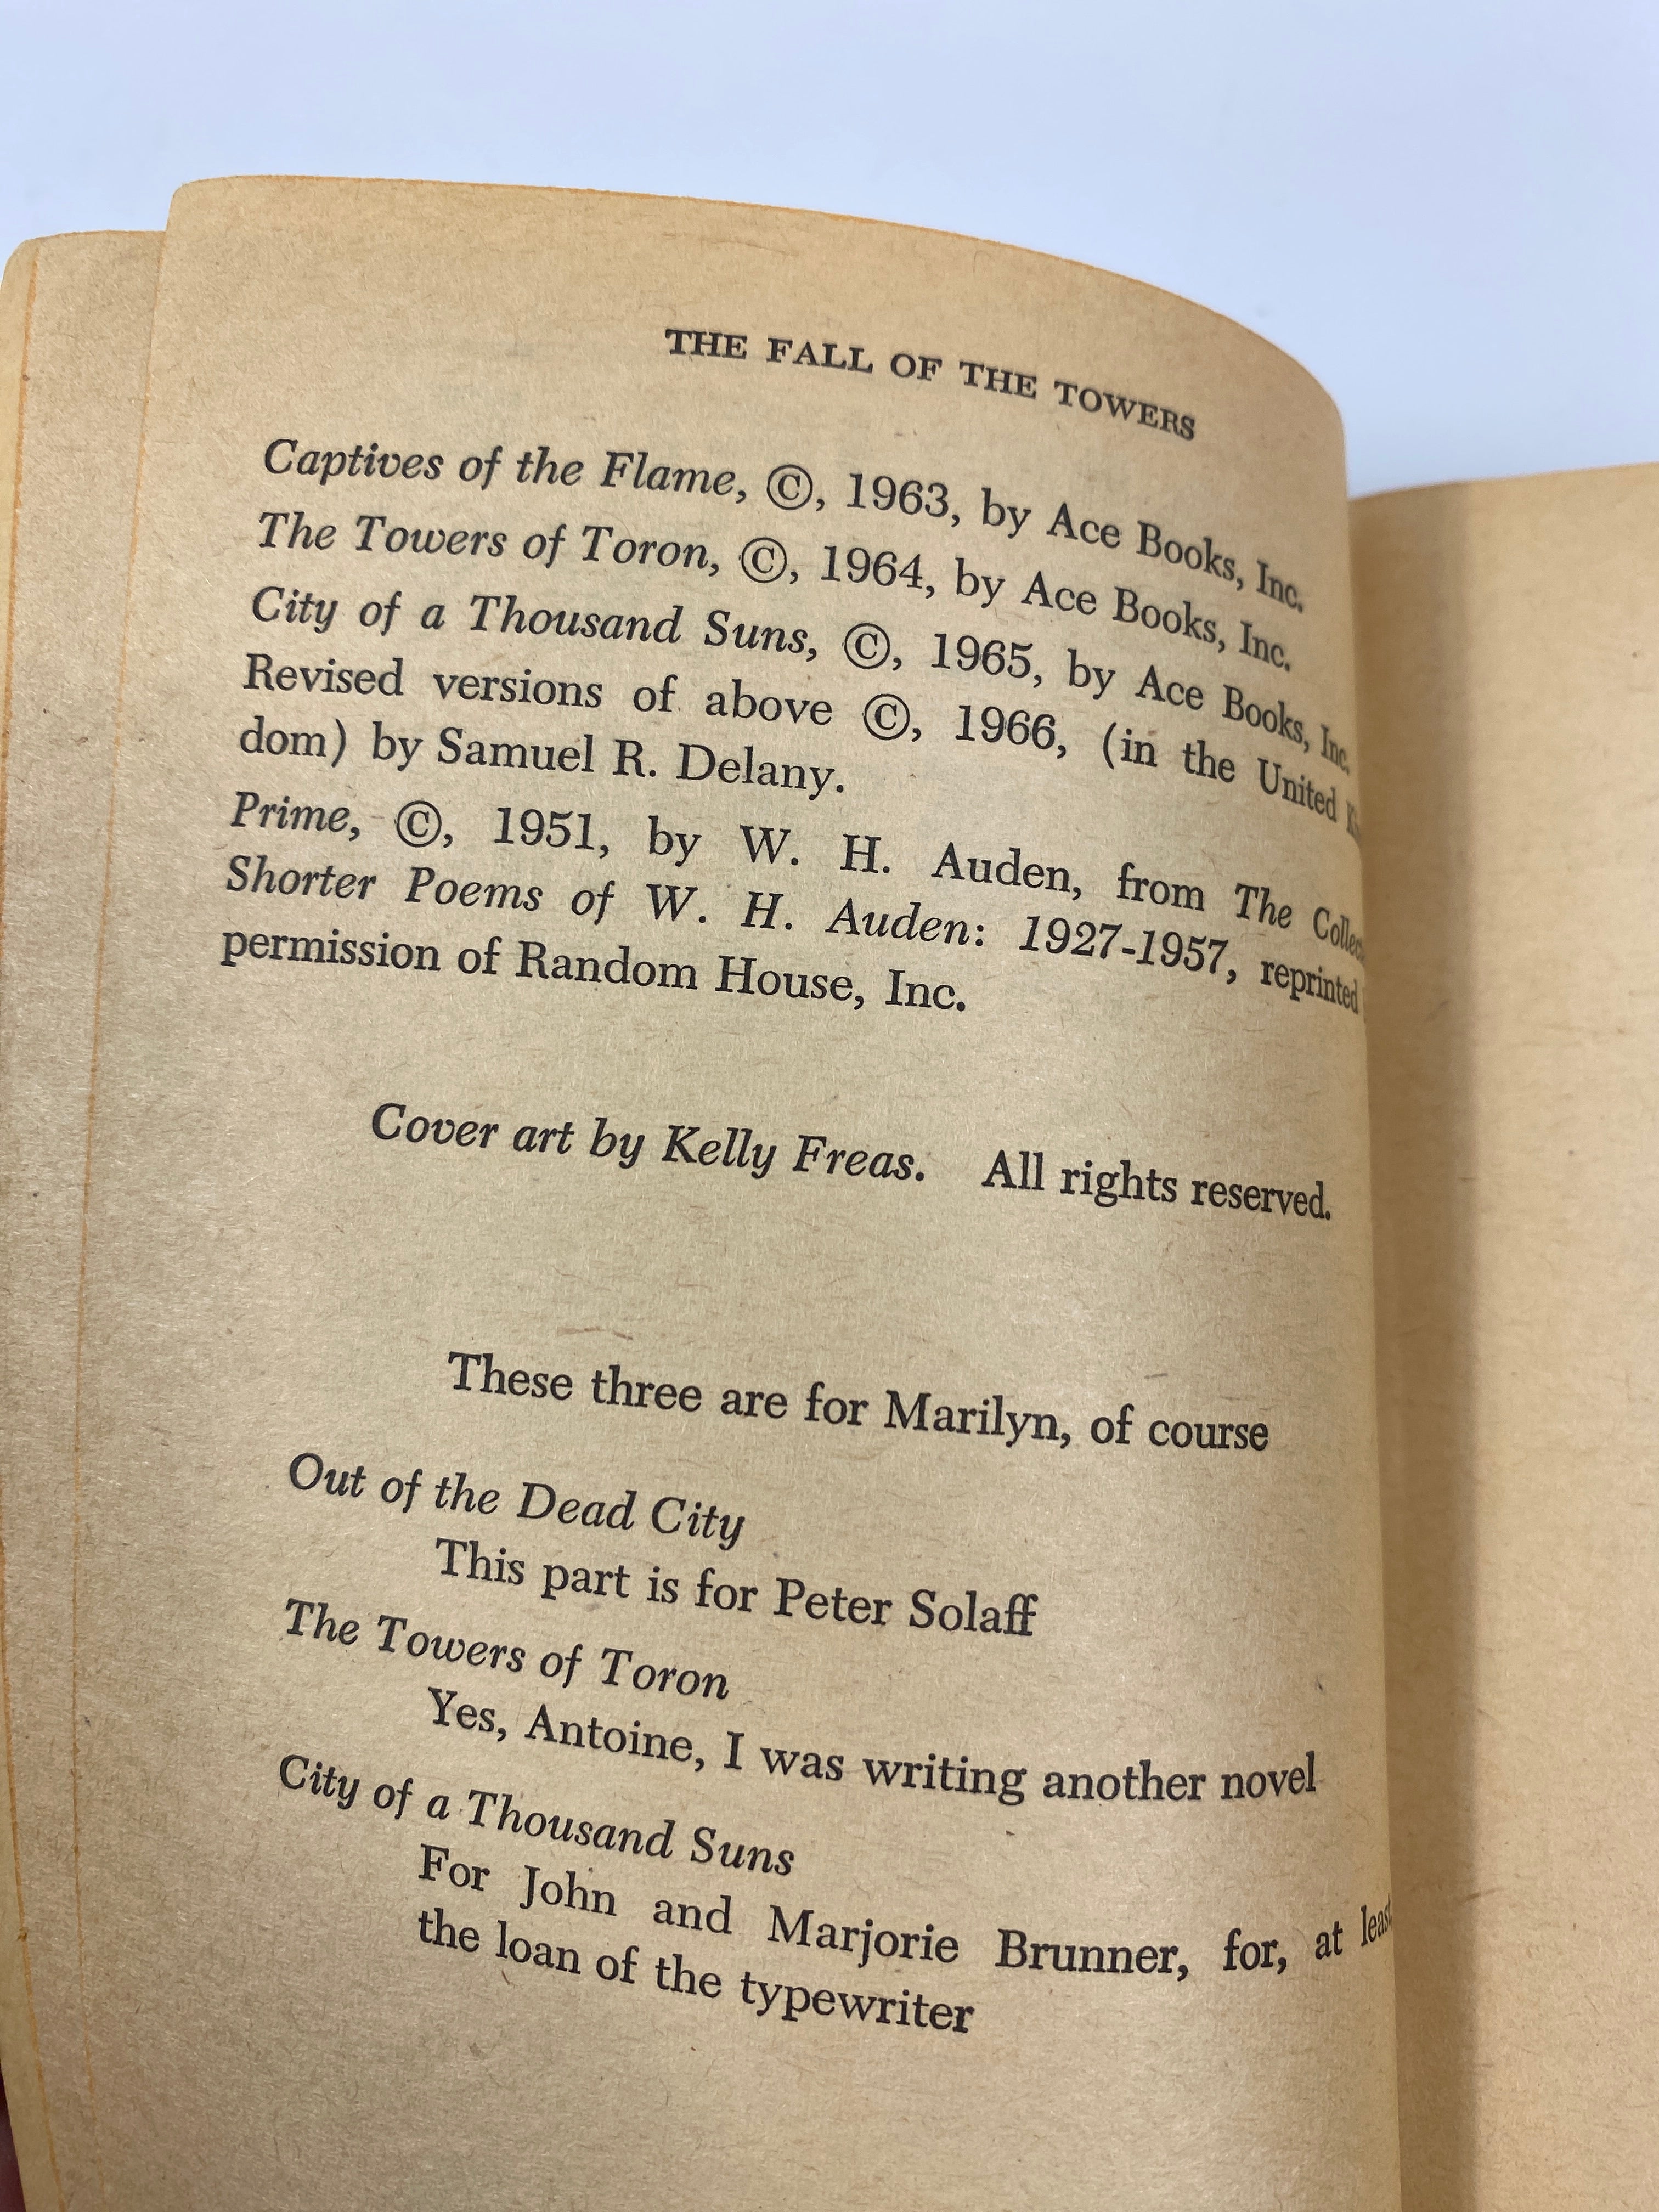 THE FALL OF THE TOWERS
Captives of the Flame, ©, 1963, by Ace Books, Inc.
The Towers of Toron, ©, 1964, by Ace Books, Inc.
City of a Thousand Suns, ©, 1965, by Ace Books, Inc.
Revised versions of above ©, 1966, (in the United
dom) by Samuel R. Delany.
Prime, ©, 1951, by W. H. Auden, from The
Shorter Poems of W. H. Auden: 1927-1957, reprinted
permission of Random House, Inc.
Cover art by Kelly Freas. All rights reserved.
These three are for Marilyn, of course
Out of the Dead City
This part is for Peter Solaff
The Towers of Toron
Yes, Antoine, I was writing another novel
City of a Thousand Suns
For John and Marjorie Brunner, for, at least
the loan of the typewriter